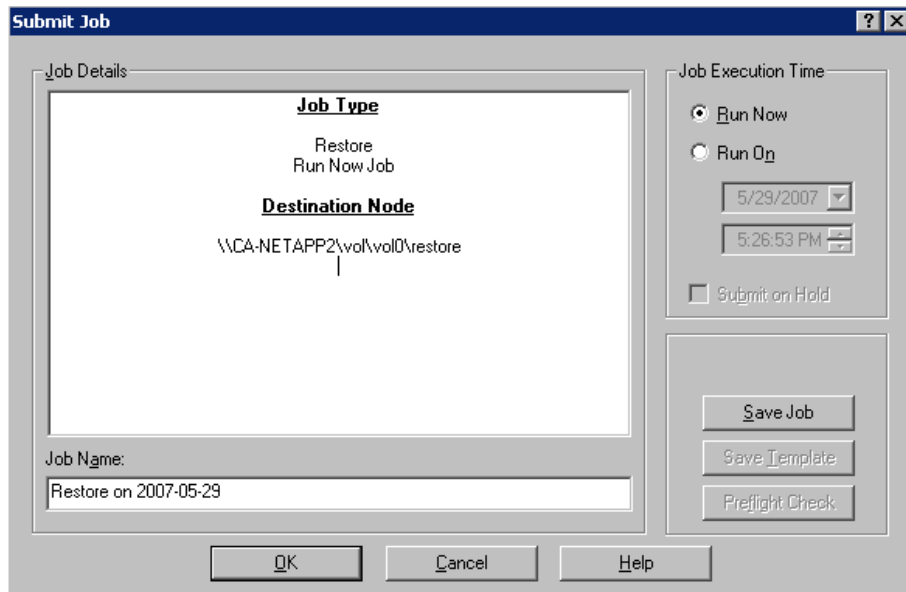 Submit Job
Job Details
Job Type
Restore
Run Now Job
Destination Node
\\CA-NETAPP2\vol\vol0\restore
Job Name:
Restore on 2007-05-29
Job Execution Time
Run Now
Run On
5/29/2007
5:26:53 PM
Submit on Hold
Save Job
Save Template
Preflight Check
OK
Cancel
Help